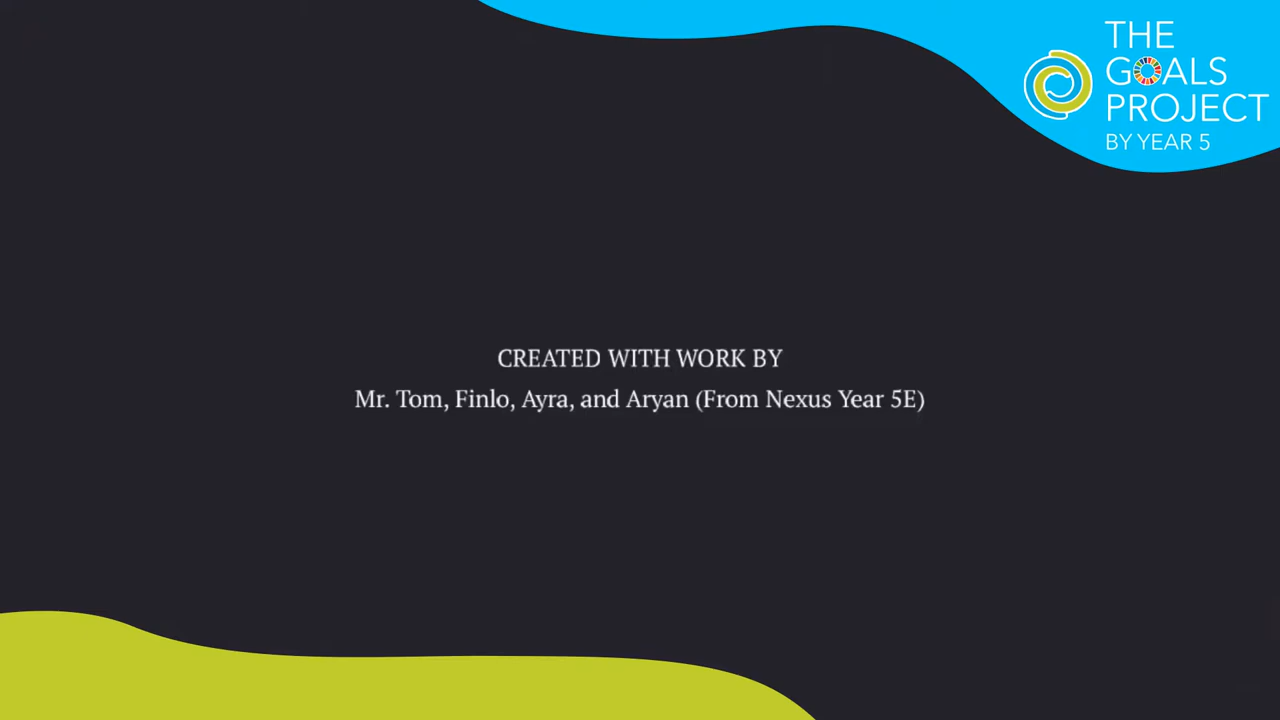 THE
GOALS
PROJECT
BY YEAR 5
CREATED WITH WORK BY
Mr. Tom, Finlo, Ayra, and Aryan (From Nexus Year 5E)